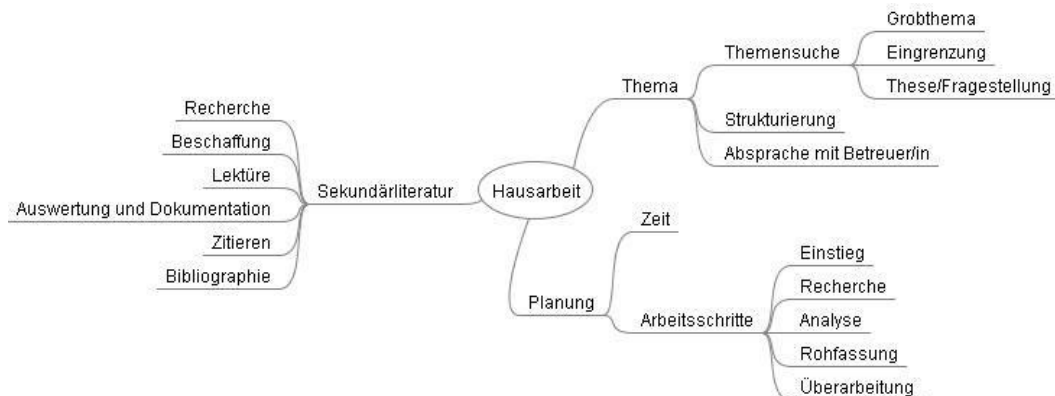 Hausarbeit
Thema
Themensuche
Grobthema
Eingrenzung
These/Fragestellung
Strukturierung
Absprache mit Betreuer/in
Planung
Zeit
Arbeitsschritte
Einstieg
Recherche
Analyse
Rohfassung
Überarbeitung
Sekundärliteratur
Recherche
Beschaffung
Lektüre
Auswertung und Dokumentation
Zitieren
Bibliographie